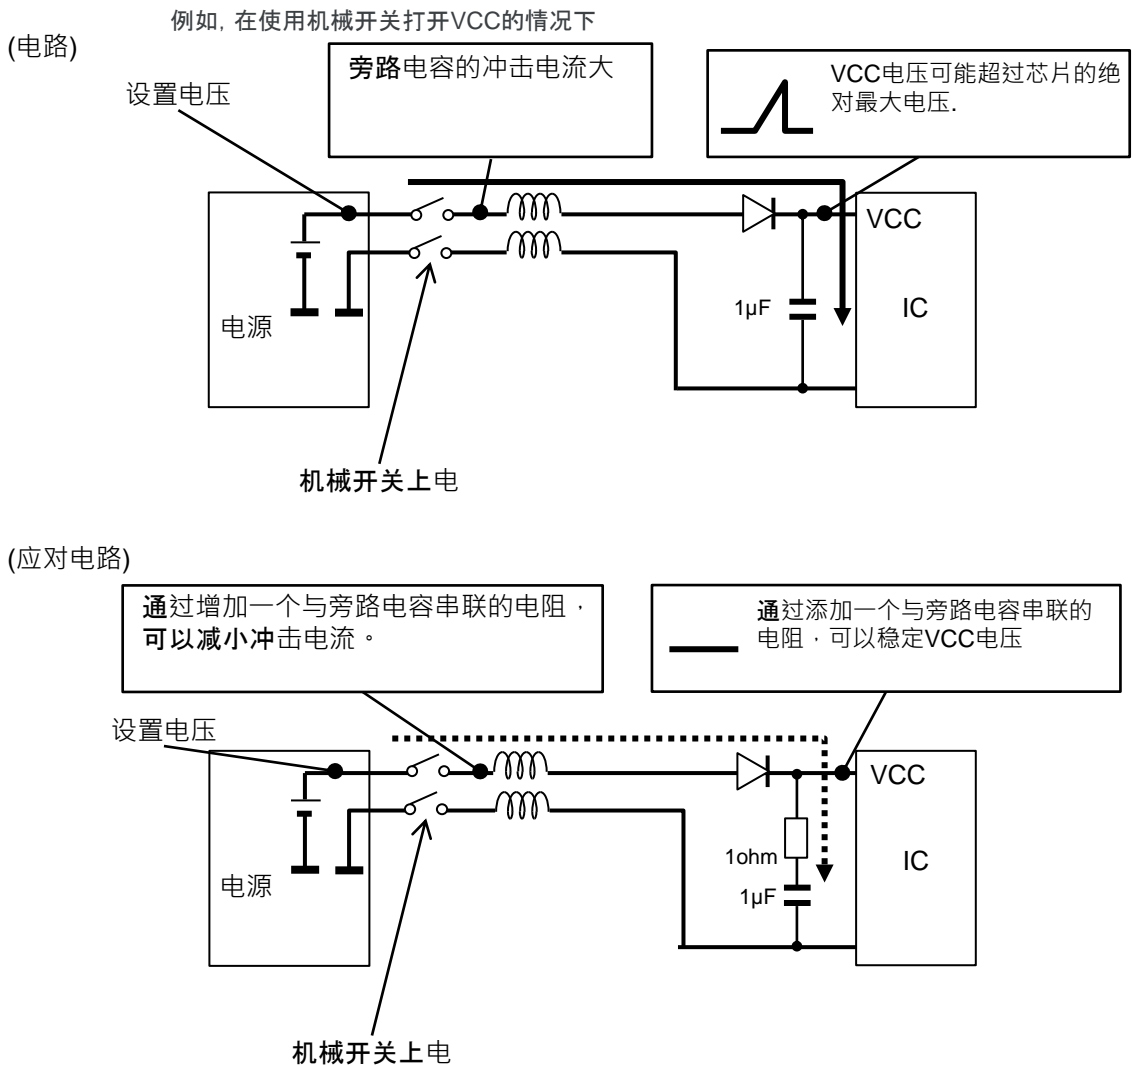 例如, 在使用机械开关打开VCC的情况下
(电路)
旁路电容的冲击电流大
VCC电压可能超过芯片的绝
对最大电压.
设置电压
VCC
1µF
IC
电源
机械开关上电
(应对电路)
通过增加一个与旁路电容串联的电阻，
可以减小冲击电流。
通过添加一个与旁路电容串联的
电阻，可以稳定VCC电压
设置电压
VCC
1ohm
IC
1µF
电源
机械开关上电